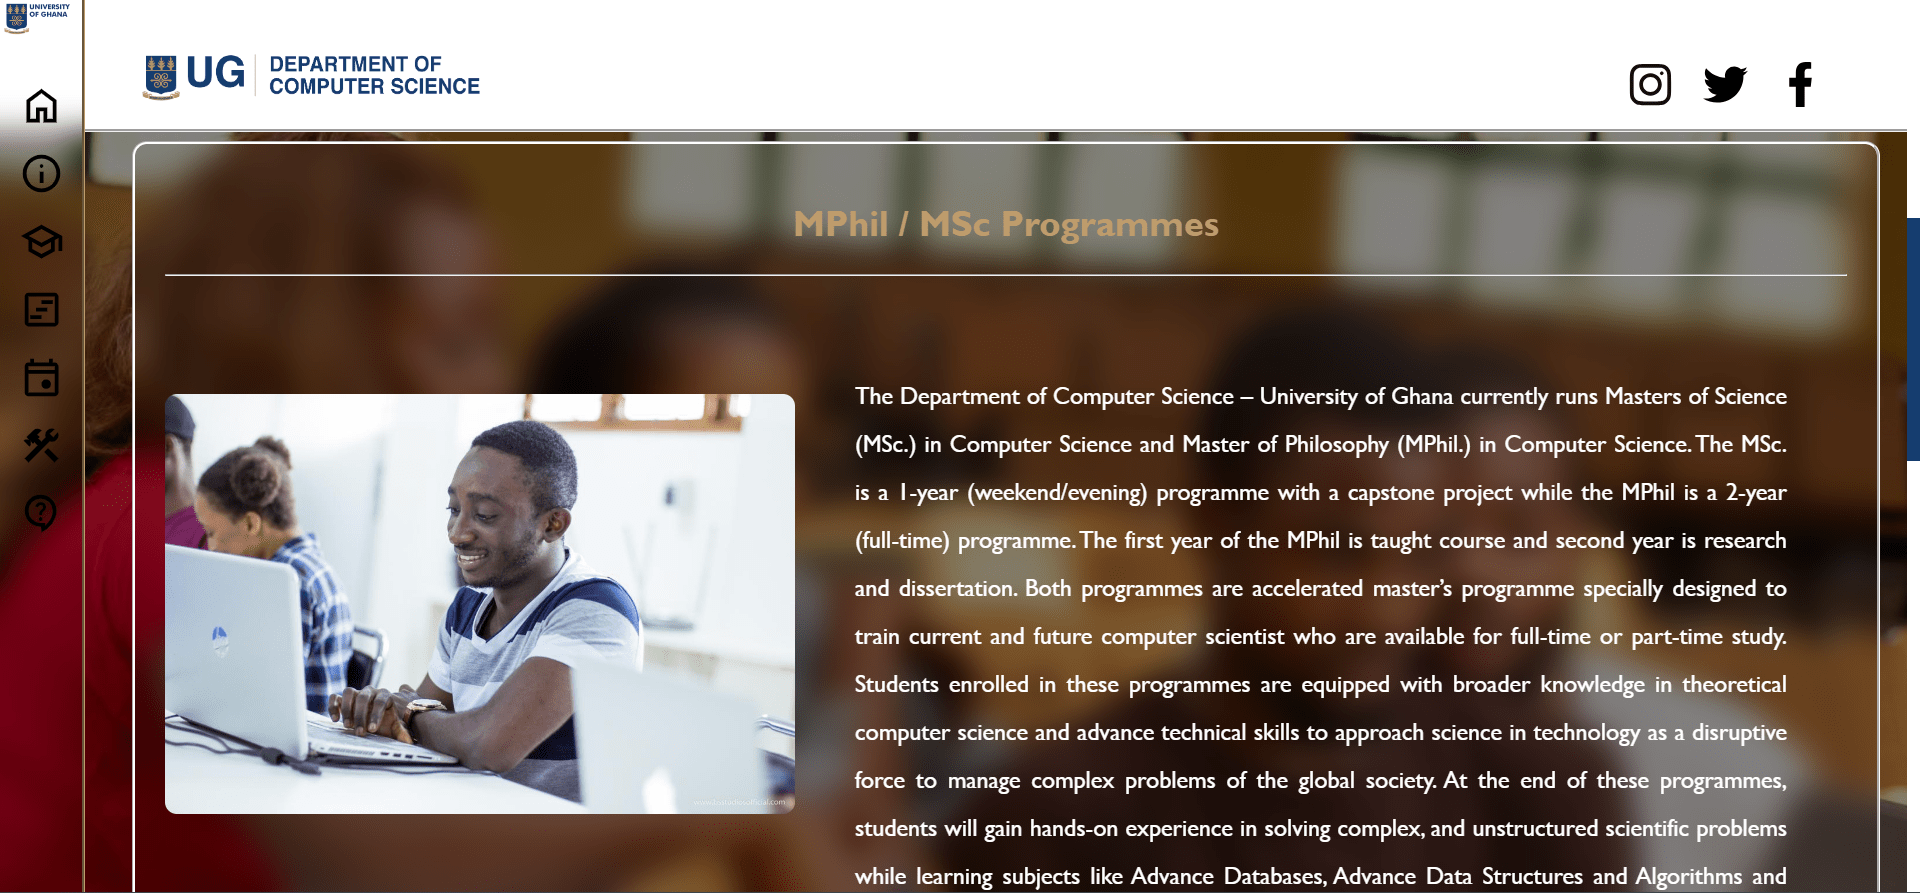 UNIVERSITY
OF GHANA
UG
DEPARTMENT OF
COMPUTER SCIENCE
MPhil / MSc Programmes
The Department of Computer Science – University of Ghana currently runs Masters of Science
(MSc.) in Computer Science and Master of Philosophy (MPhil.) in Computer Science. The MSc.
is a 1-year (weekend/evening) programme with a capstone project while the MPhil is a 2-year
(full-time) programme. The first year of the MPhil is taught course and second year is research
and dissertation. Both programmes are accelerated master’s programme specially designed to
train current and future computer scientist who are available for full-time or part-time study.
Students enrolled in these programmes are equipped with broader knowledge in theoretical
computer science and advance technical skills to approach science in technology as a disruptive
force to manage complex problems of the global society. At the end of these programmes,
students will gain hands-on experience in solving complex, and unstructured scientific problems
while learning subjects like Advance Databases, Advance Data Structures and Algorithms and